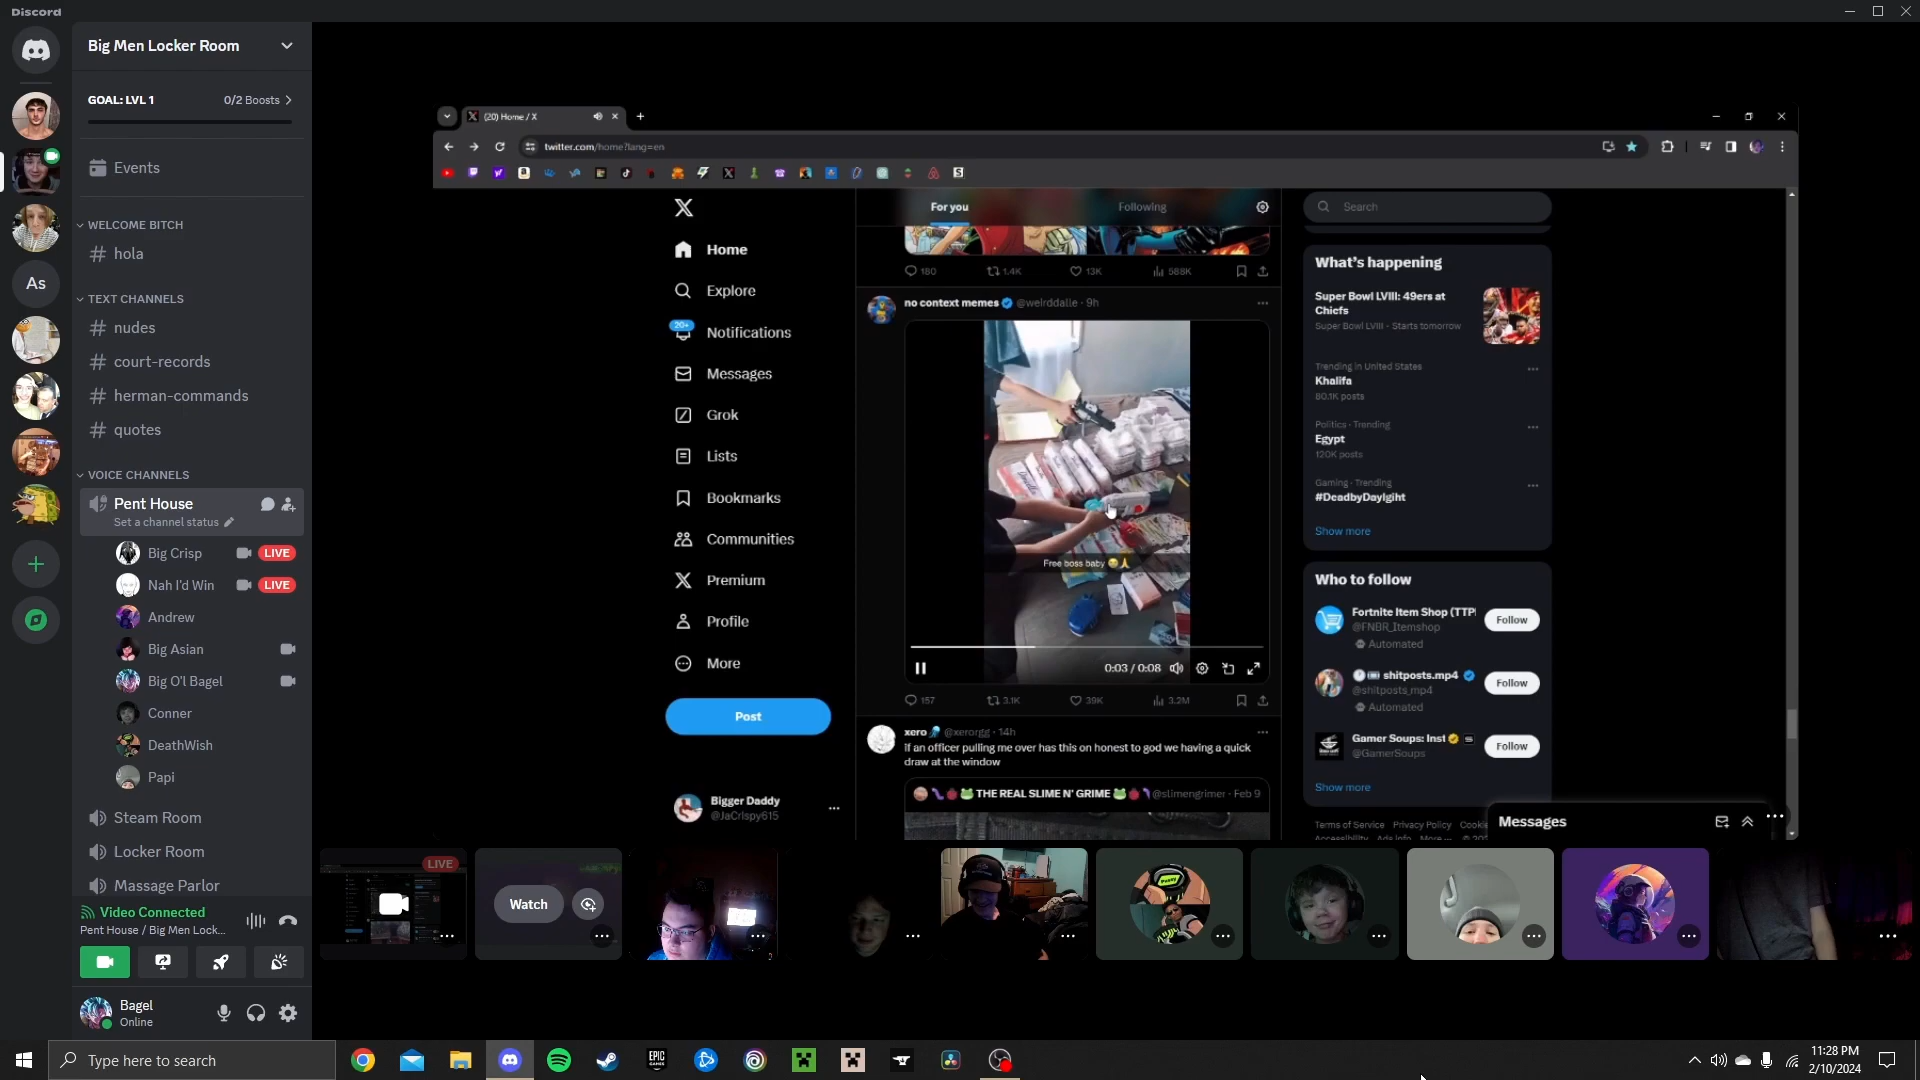 Discord
Big Men Locker Room
GOAL: LVL 1
0/2 Boosts
Events
WELCOME BITCH
hola
TEXT CHANNELS
nudes
court-records
herman-commands
quotes
VOICE CHANNELS
Pent House
Set a channel status
Big Crisp
LIVE
Nah I'd Win
LIVE
Andrew
Big Asian
Big O'l Bagel
Conner
DeathWish
Papi
Steam Room
Locker Room
Massage Parlor
Video Connected
Pent House / Big Men Lock...
Bagel
Online
As
(20) Home / X
twitter.com/home?lang=en
Home
Explore
20+
Notifications
Messages
Grok
Lists
Bookmarks
Communities
Premium
Profile
More
Post
Bigger Daddy
@JaCrispy615
For you
Following
180
1.4K
13K
588K
no context memes @weirddalle · 9h
Free boss baby 😭🙏
0:03 / 0:08
157
3.1K
39K
3.2M
xero @xerorgg · 14h
if an officer pulling me over has this on honest to god we having a quick
draw at the window
THE REAL SLIME N' GRIME @slimengrimer · Feb 9
Search
What's happening
Super Bowl LVIII: 49ers at
Chiefs
Super Bowl LVIII · Starts tomorrow
Trending in United States
Khalifa
80.1K posts
Politics · Trending
Egypt
120K posts
Gaming · Trending
#DeadbyDaylgiht
Show more
Who to follow
Fortnite Item Shop (TTP
@FNBR_Itemshop
Automated
Follow
shitposts.mp4
@shitposts_mp4
Automated
Follow
Gamer Soups: Inst
@GamerSoups
Follow
Show more
Terms of Service Privacy Policy Cookie
Messages
LIVE
Watch
Type here to search
EPIC
GAMES
11:28 PM
2/10/2024